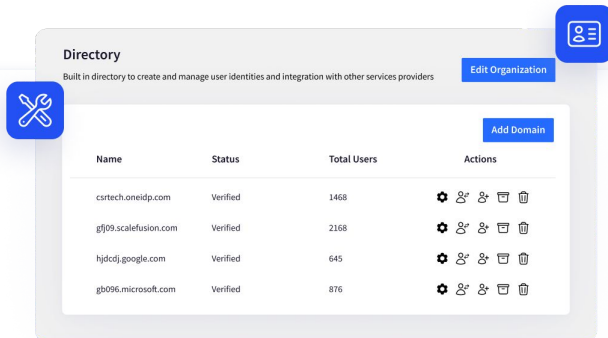 Directory
Built in directory to create and manage user identities and integration with other services providers
Edit Organization
Add Domain
Name Status Total Users Actions
csrtech.oneidp.com Verified 1468
gfj09.scalefusion.com Verified 2168
hjdcdj.google.com Verified 645
gb096.microsoft.com Verified 876